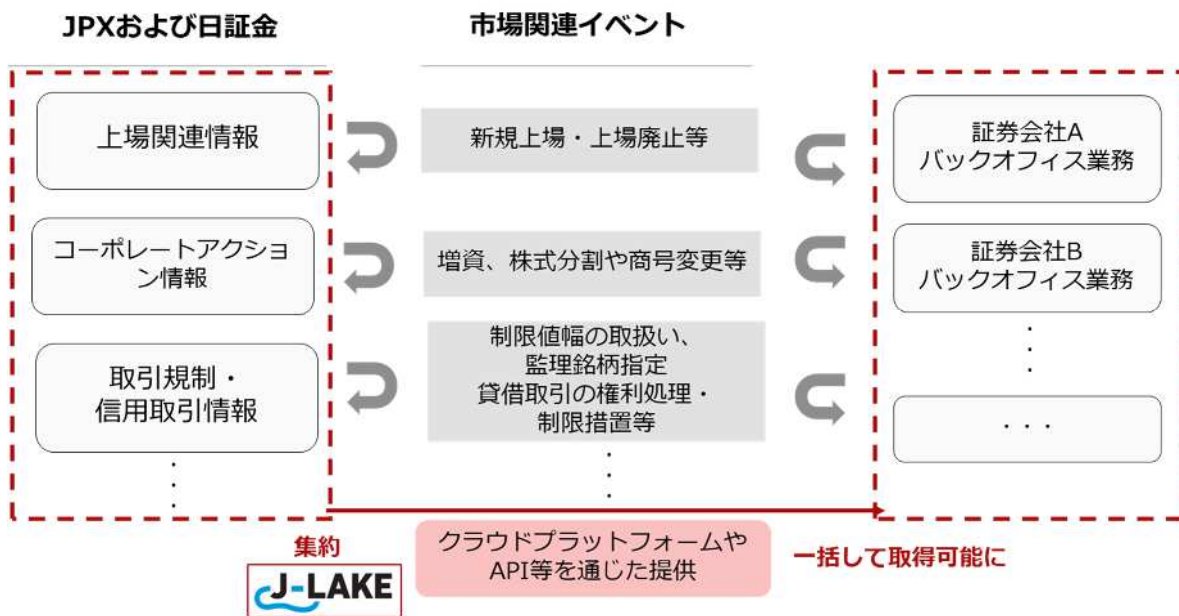 JPXおよび日証金
市場関連イベント
上場関連情報
新規上場・上場廃止等
証券会社A
バックオフィス業務
コーポレートアクショ
ン情報
増資、株式分割や商号変更等
証券会社B
バックオフィス業務
取引規制・
信用取引情報
制限値幅の取扱い、
監理銘柄指定
貸借取引の権利処理・
制限措置等
・・・
集約
J-LAKE
クラウドプラットフォームや
API等を通じた提供
一括して取得可能に